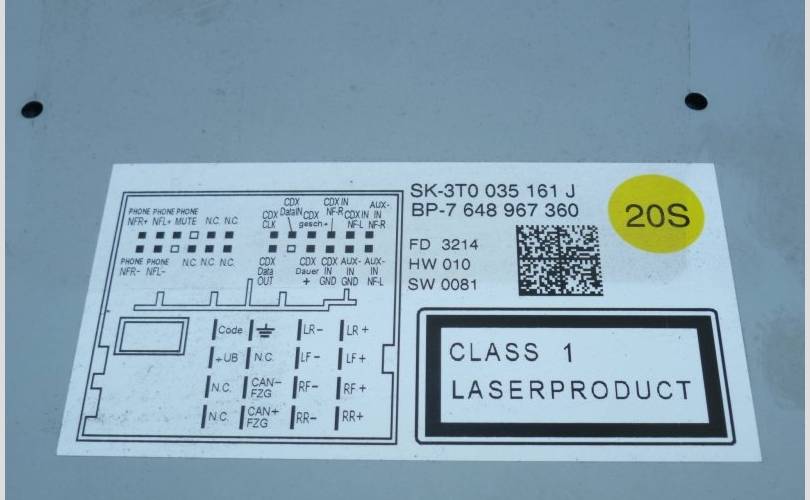 SK-3T0 035 161 J
BP-7 648 967 360
20S
FD 3214
HW 010
SW 0081
CLASS 1
LASERPRODUCT
PHONE PHONE PHONE
NFR+ NFL+ MUTE N.C. N.C.
PHONE PHONE
NFR- NFL- N.C. N.C. N.C.
CDX
CLK
CDX
DataIN
CDX
gesch.+
CDX IN
NF-R
CDX IN
NF-L
AUX-
IN
NF-R
CDX
Data
OUT
CDX
Dauer
+
CDX
IN
GND
AUX-
IN
GND
AUX-
IN
NF-L
Code LR- LR+
+UB N.C. LF- LF+
N.C. CAN-
FZG RF- RF+
N.C. CAN+
FZG RR- RR+